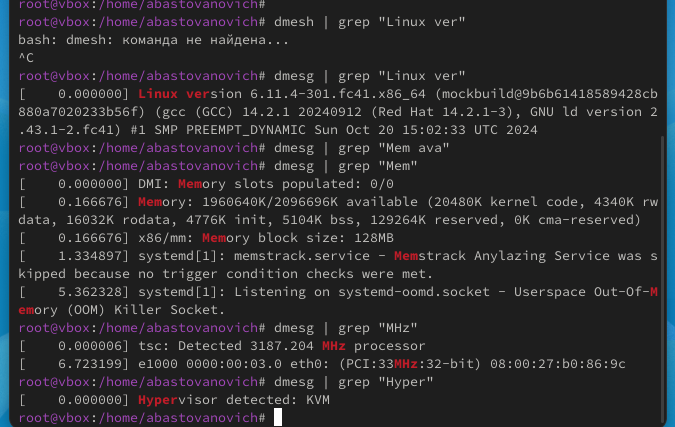 root@vbox:/home/abastovanovich#
root@vbox:/home/abastovanovich# dmesh | grep "Linux ver"
bash: dmesh: команда не найдена...
^C
root@vbox:/home/abastovanovich# dmesg | grep "Linux ver"
[    0.000000] Linux version 6.11.4-301.fc41.x86_64 (mockbuild@9b6b61418589428cb
880a7020233b56f) (gcc (GCC) 14.2.1 20240912 (Red Hat 14.2.1-3), GNU ld version 2
.43.1-2.fc41) #1 SMP PREEMPT_DYNAMIC Sun Oct 20 15:02:33 UTC 2024
root@vbox:/home/abastovanovich# dmesg | grep "Mem ava"
root@vbox:/home/abastovanovich# dmesg | grep "Mem"
[    0.000000] DMI: Memory slots populated: 0/0
[    0.166676] Memory: 1960640K/2096696K available (20480K kernel code, 4340K rw
data, 16032K rodata, 4776K init, 5104K bss, 129264K reserved, 0K cma-reserved)
[    0.166676] x86/mm: Memory block size: 128MB
[    1.334897] systemd[1]: memstrack.service - Memstrack Anylazing Service was s
kipped because no trigger condition checks were met.
[    5.362328] systemd[1]: Listening on systemd-oomd.socket - Userspace Out-Of-M
emory (OOM) Killer Socket.
root@vbox:/home/abastovanovich# dmesg | grep "MHz"
[    0.000006] tsc: Detected 3187.204 MHz processor
[    6.723199] e1000 0000:00:03.0 eth0: (PCI:33MHz:32-bit) 08:00:27:b0:86:9c
root@vbox:/home/abastovanovich# dmesg | grep "Hyper"
[    0.000000] Hypervisor detected: KVM
root@vbox:/home/abastovanovich#